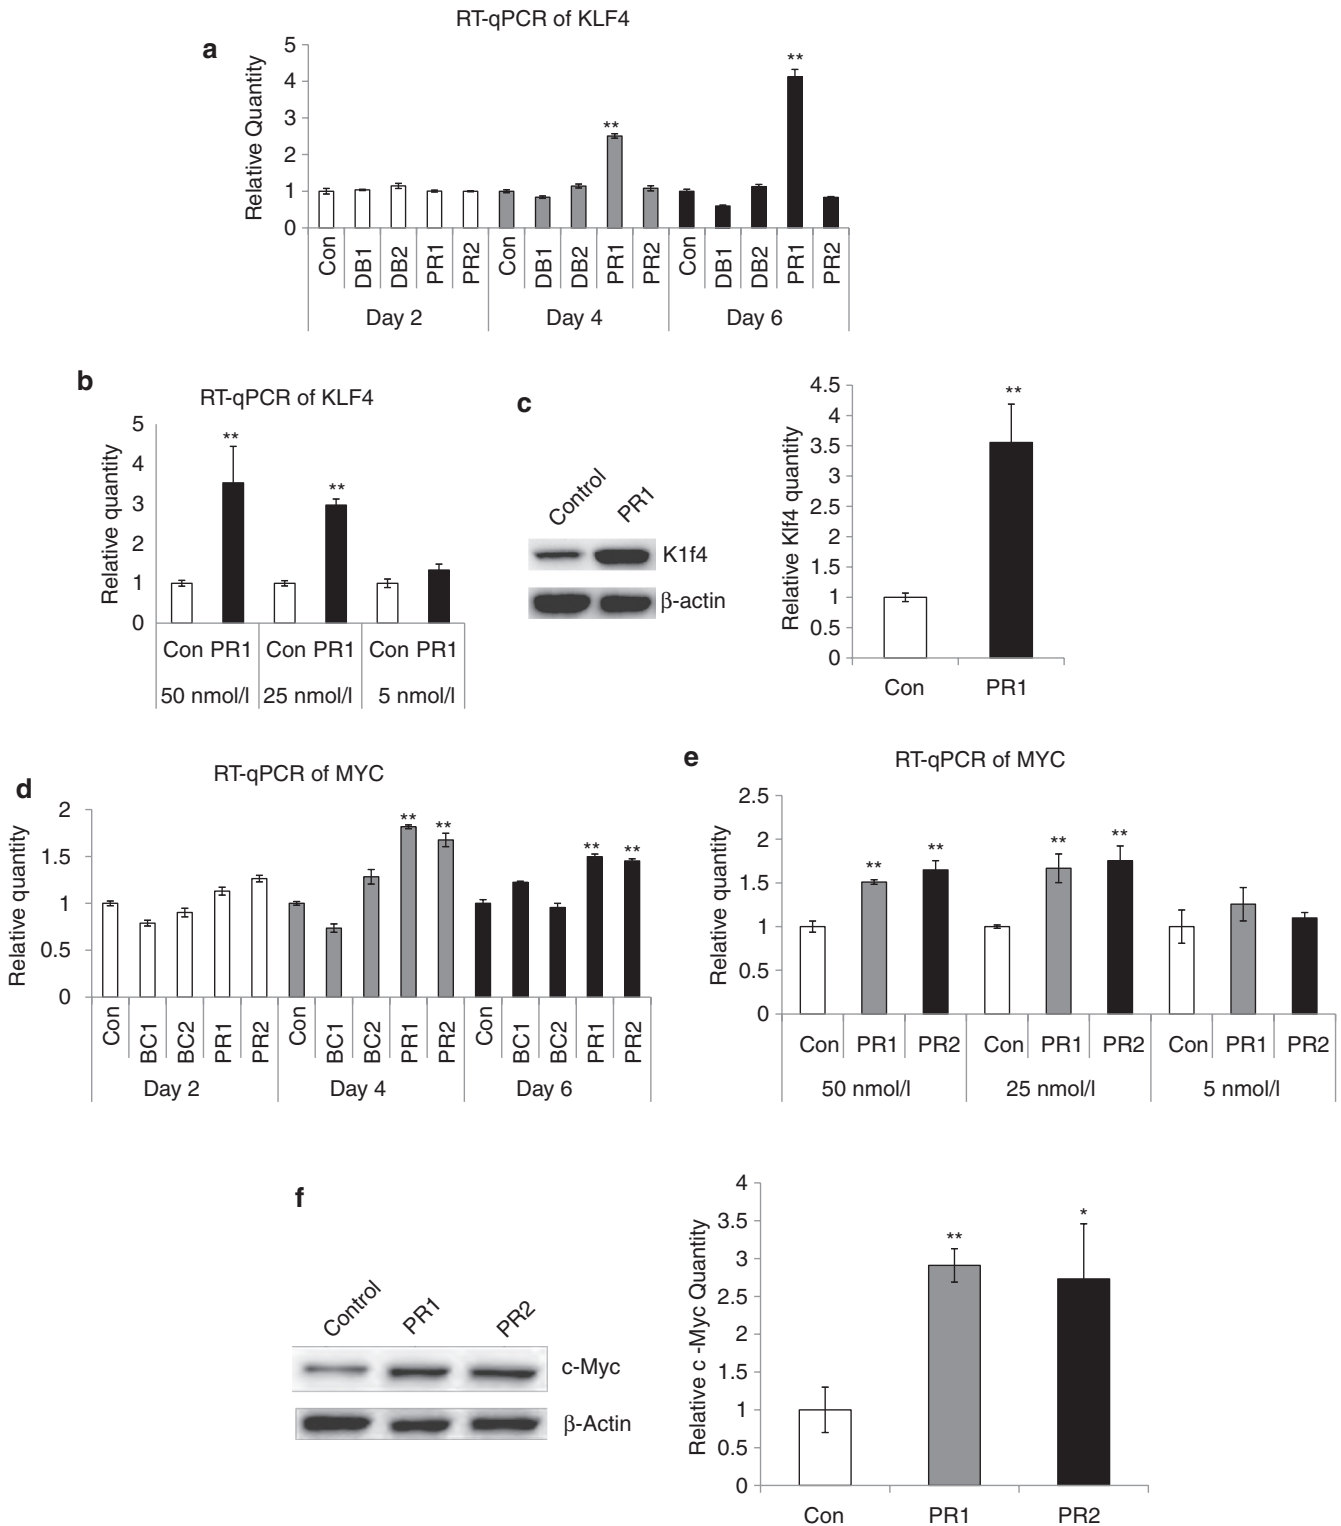 RT-qPCR of KLF4
a
Relative Quantity
5
4
3
2
1
0
**
**
Con DB1 DB2 PR1 PR2 Con DB1 DB2 PR1 PR2 Con DB1 DB2 PR1 PR2
Day 2 Day 4 Day 6
b
RT-qPCR of KLF4
Relative quantity
5
4
3
2
1
0
**
**
Con PR1 Con PR1 Con PR1
50 nmol/l 25 nmol/l 5 nmol/l
c
Control PR1
K1f4
β-actin
Relative Klf4 quantity
4.5
4
3.5
3
2.5
2
1.5
1
0.5
0
**
Con PR1
d
RT-qPCR of MYC
Relative quantity
2
1.5
1
0.5
0
** **
** **
Con BC1 BC2 PR1 PR2 Con BC1 BC2 PR1 PR2 Con BC1 BC2 PR1 PR2
Day 2 Day 4 Day 6
e
RT-qPCR of MYC
Relative quantity
2.5
2
1.5
1
0.5
0
** **
** **
Con PR1 PR2 Con PR1 PR2 Con PR1 PR2
50 nmol/l 25 nmol/l 5 nmol/l
f
Control PR1 PR2
c-Myc
β-Actin
Relative c -Myc Quantity
4
3.5
3
2.5
2
1.5
1
0.5
0
**
*
Con PR1 PR2